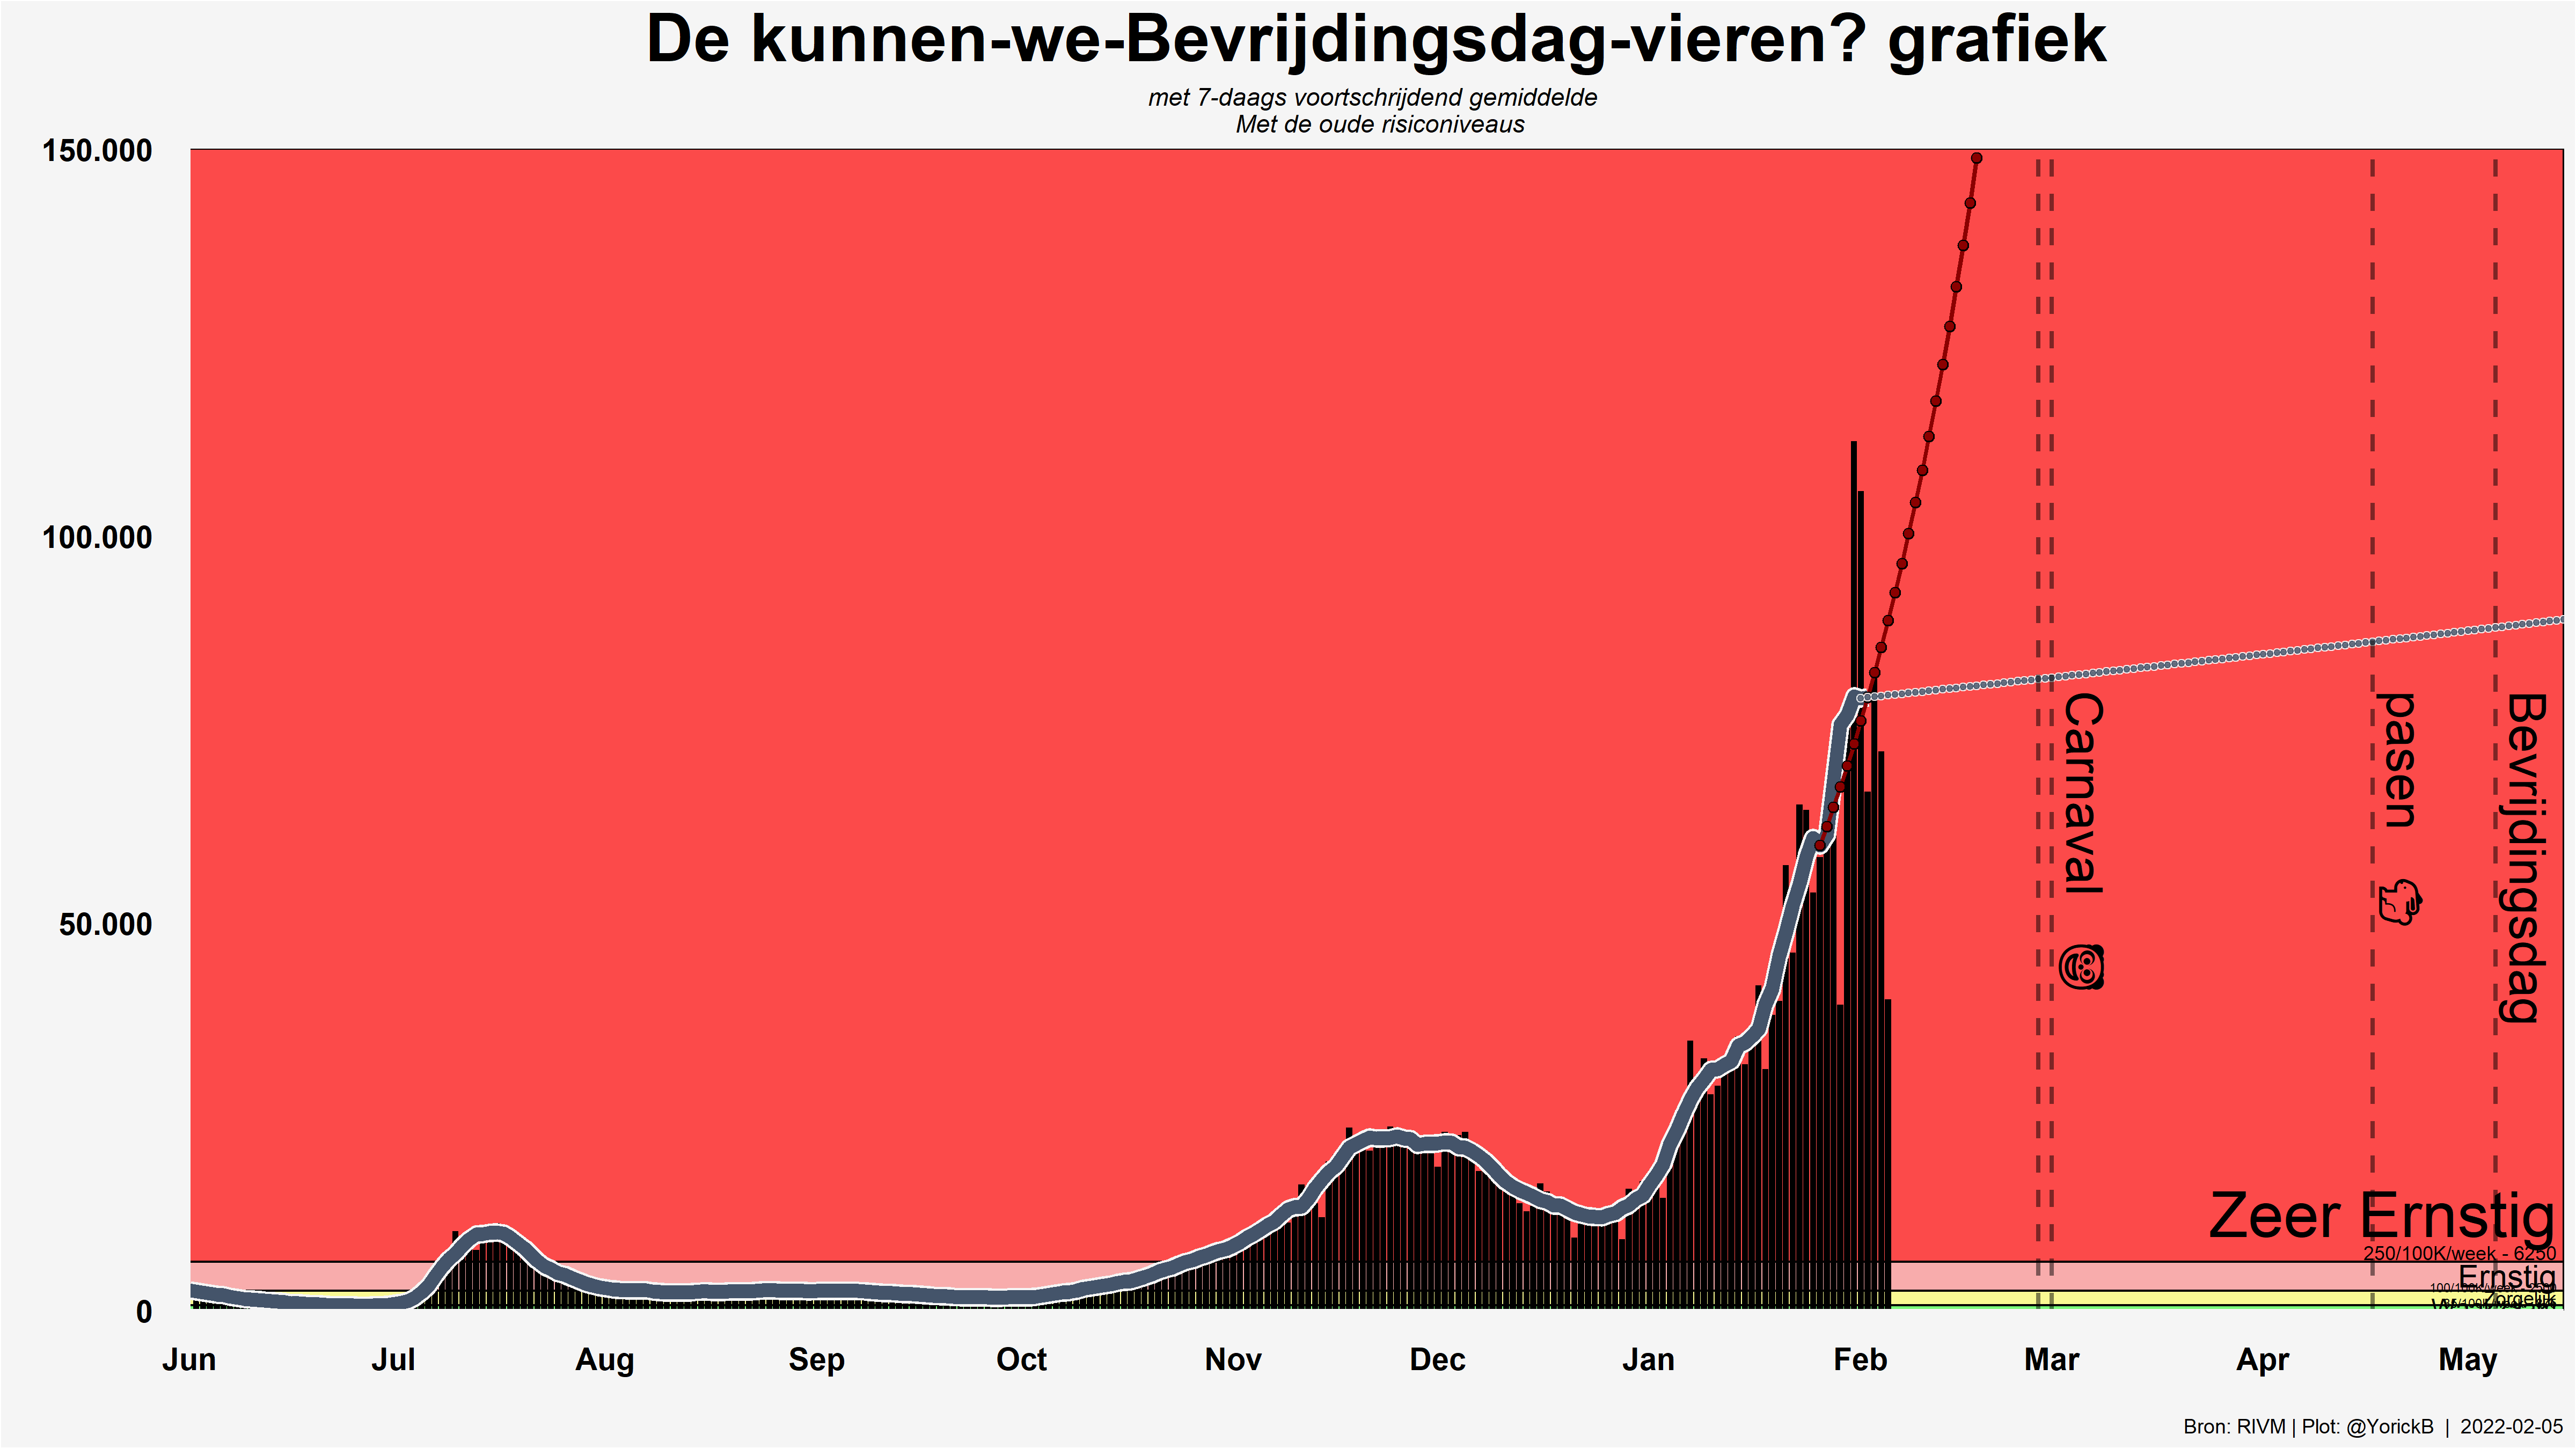 De kunnen-we-Bevrijdingsdag-vieren? grafiek
met 7-daags voortschrijdend gemiddelde
Met de oude risiconiveaus
150.000
100.000
50.000
0
Carnaval
pasen
Bevrijdingsdag
Zeer Ernstig
250/100K/week - 6250
Ernstig
Zorgelijk
Jun Jul Aug Sep Oct Nov Dec Jan Feb Mar Apr May
Bron: RIVM | Plot: @YorickB | 2022-02-05